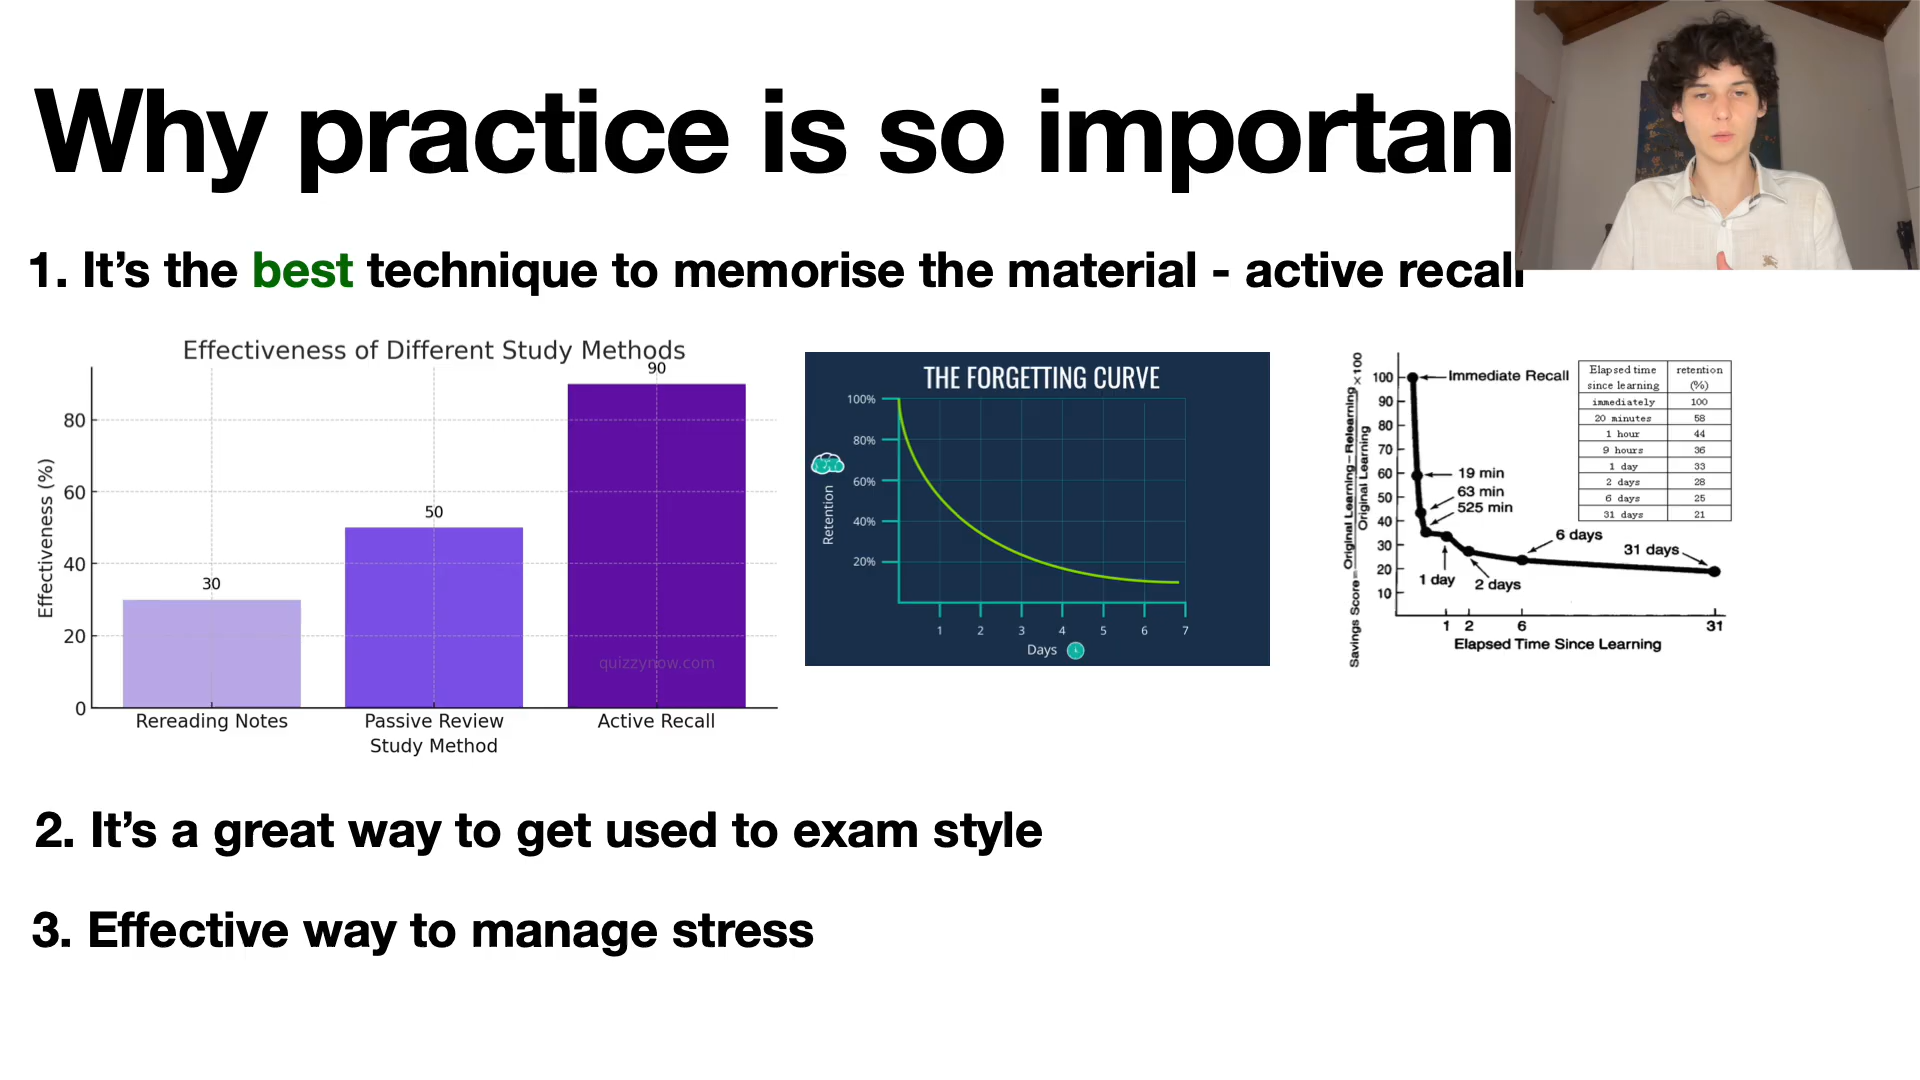 Why practice is so importan
1. It’s the best technique to memorise the material - active recall
Effectiveness of Different Study Methods
Effectiveness (%)
80
60
40
20
0
30
50
90
quizzynow.com
Rereading Notes
Passive Review
Active Recall
Study Method
THE FORGETTING CURVE
Retention
100%
80%
60%
40%
20%
1 2 3 4 5 6 7
Days
Savings Score= Original Learning – Relearning ×100
Original Learning
100
90
80
70
60
50
40
30
20
10
Immediate Recall
19 min
63 min
525 min
1 day
2 days
6 days
31 days
1 2 6 31
Elapsed Time Since Learning
Elapsed time since learning retention (%)
immediately 100
20 minutes 58
1 hour 44
9 hours 36
1 day 33
2 days 28
6 days 25
31 days 21
2. It’s a great way to get used to exam style
3. Effective way to manage stress